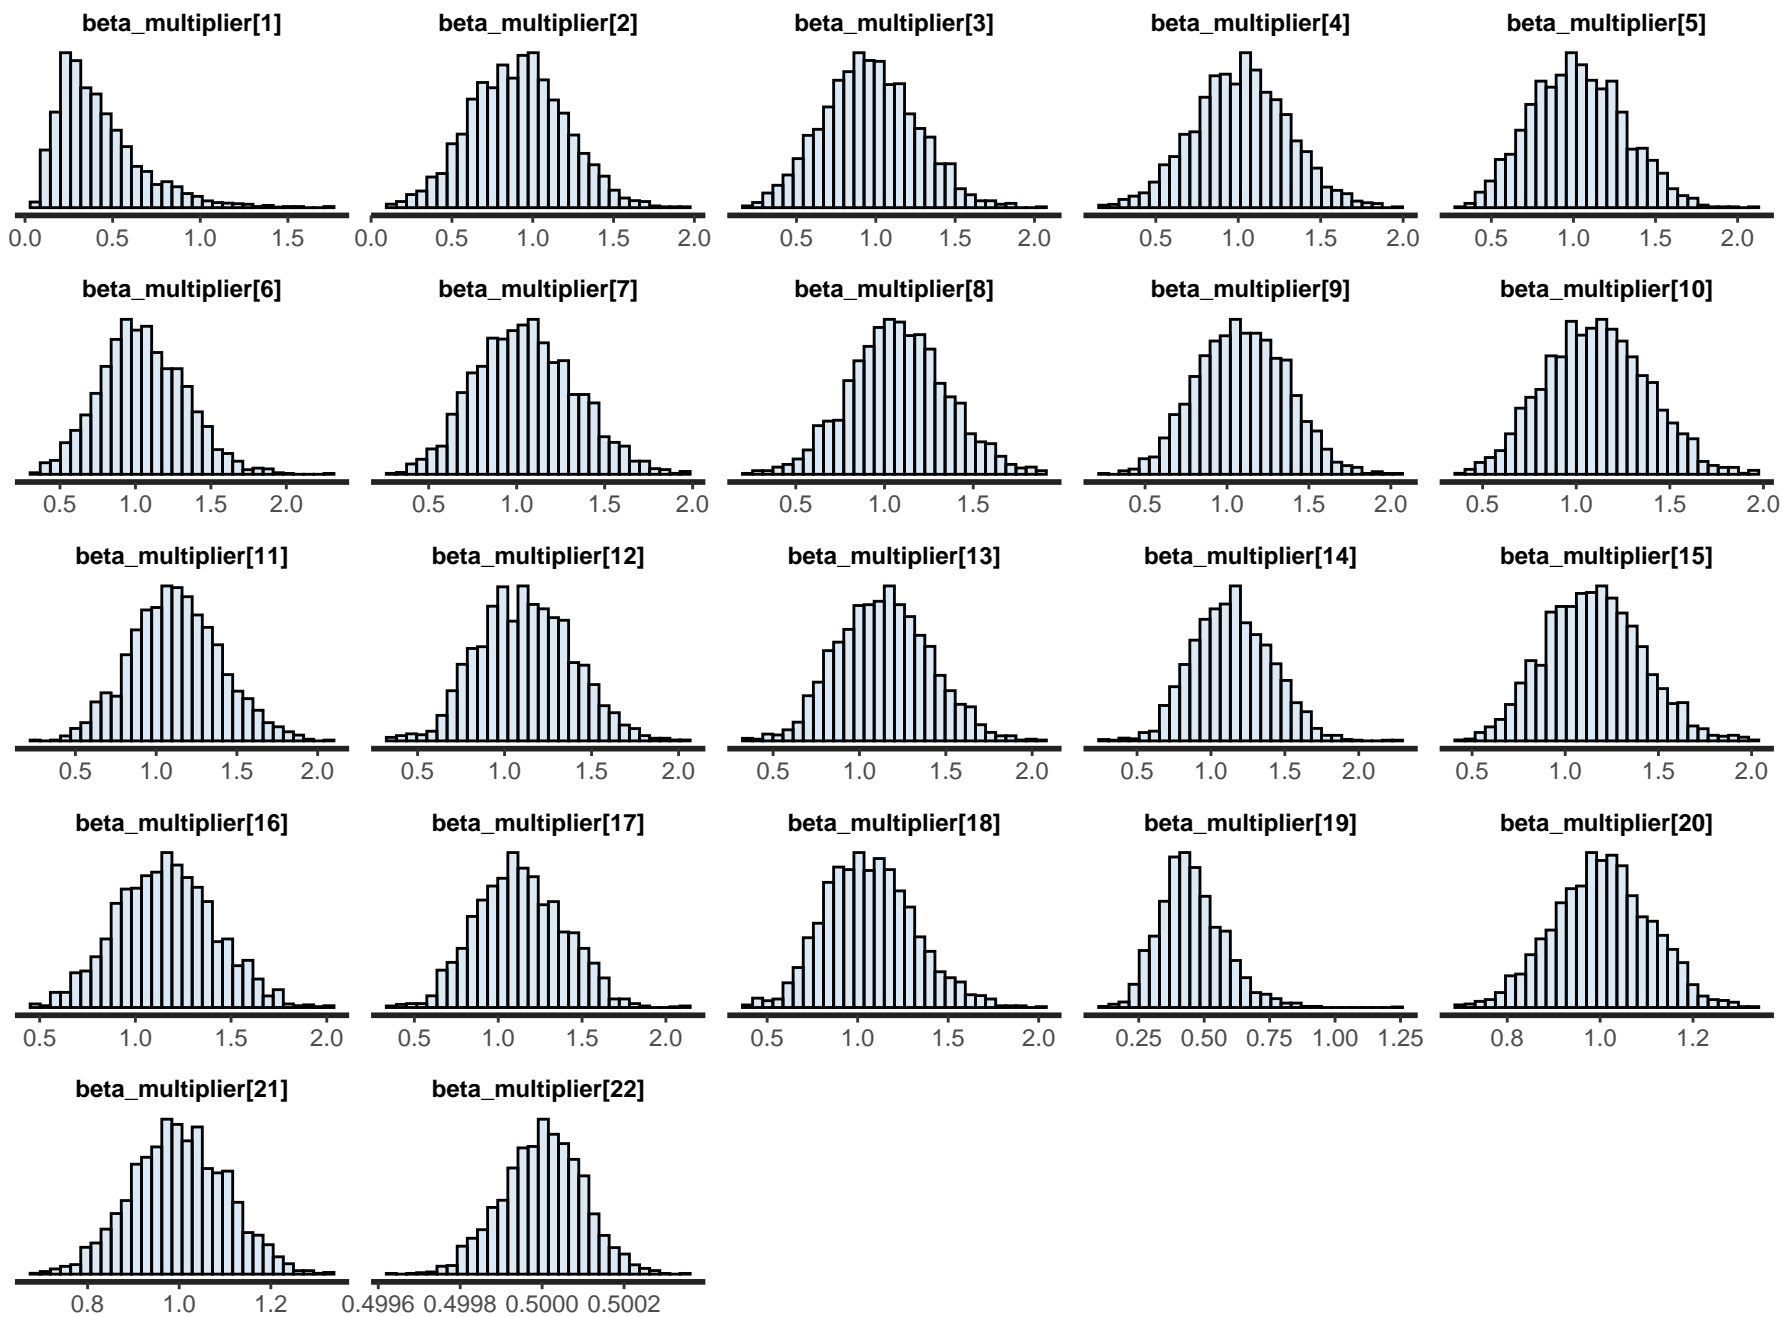 beta_multiplier[1] beta_multiplier[2] beta_multiplier[3] beta_multiplier[4] beta_multiplier[5]
0.0 0.5 1.0 1.5 0.0 0.5 1.0 1.5 2.0 0.5 1.0 1.5 2.0 0.5 1.0 1.5 2.0 0.5 1.0 1.5 2.0
beta_multiplier[6] beta_multiplier[7] beta_multiplier[8] beta_multiplier[9] beta_multiplier[10]
0.5 1.0 1.5 2.0 0.5 1.0 1.5 2.0 0.5 1.0 1.5 0.5 1.0 1.5 2.0 0.5 1.0 1.5 2.0
beta_multiplier[11] beta_multiplier[12] beta_multiplier[13] beta_multiplier[14] beta_multiplier[15]
0.5 1.0 1.5 2.0 0.5 1.0 1.5 2.0 0.5 1.0 1.5 2.0 0.5 1.0 1.5 2.0 0.5 1.0 1.5 2.0
beta_multiplier[16] beta_multiplier[17] beta_multiplier[18] beta_multiplier[19] beta_multiplier[20]
0.5 1.0 1.5 2.0 0.5 1.0 1.5 2.0 0.5 1.0 1.5 2.0 0.25 0.50 0.75 1.00 1.25 0.8 1.0 1.2
beta_multiplier[21] beta_multiplier[22]
0.8 1.0 1.2 0.4996 0.4998 0.5000 0.5002